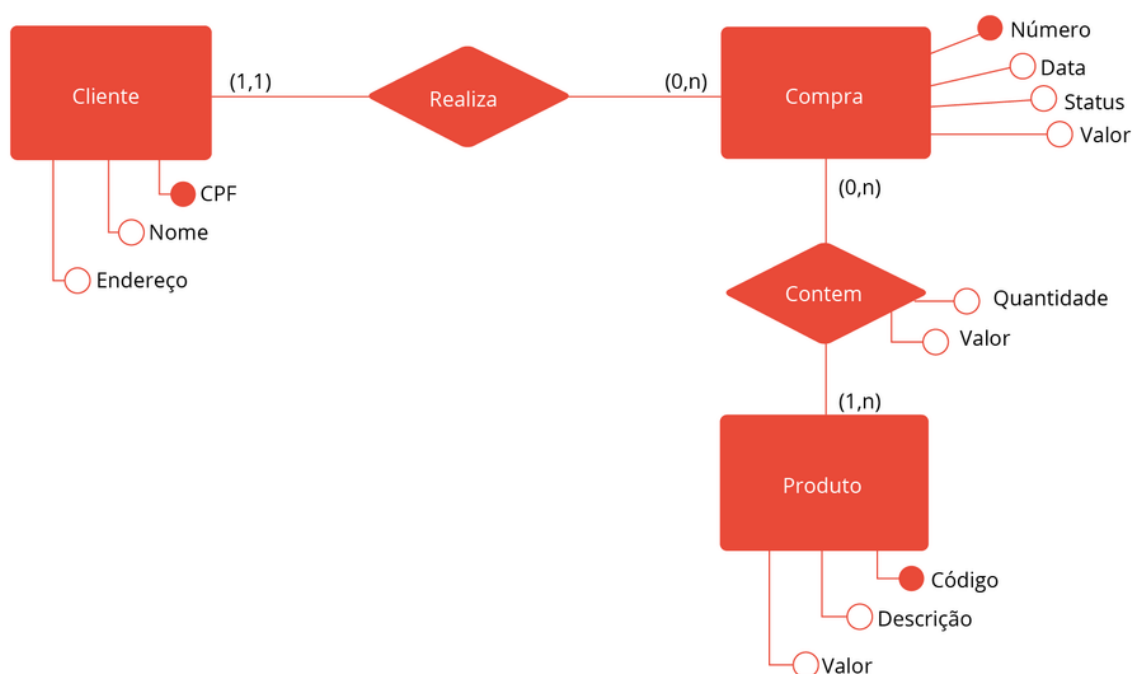 Cliente
(1,1)
Realiza
(0,n)
Compra
Número
Data
Status
Valor
CPF
Nome
Endereço
(0,n)
Contem
Quantidade
Valor
(1,n)
Produto
Código
Descrição
Valor